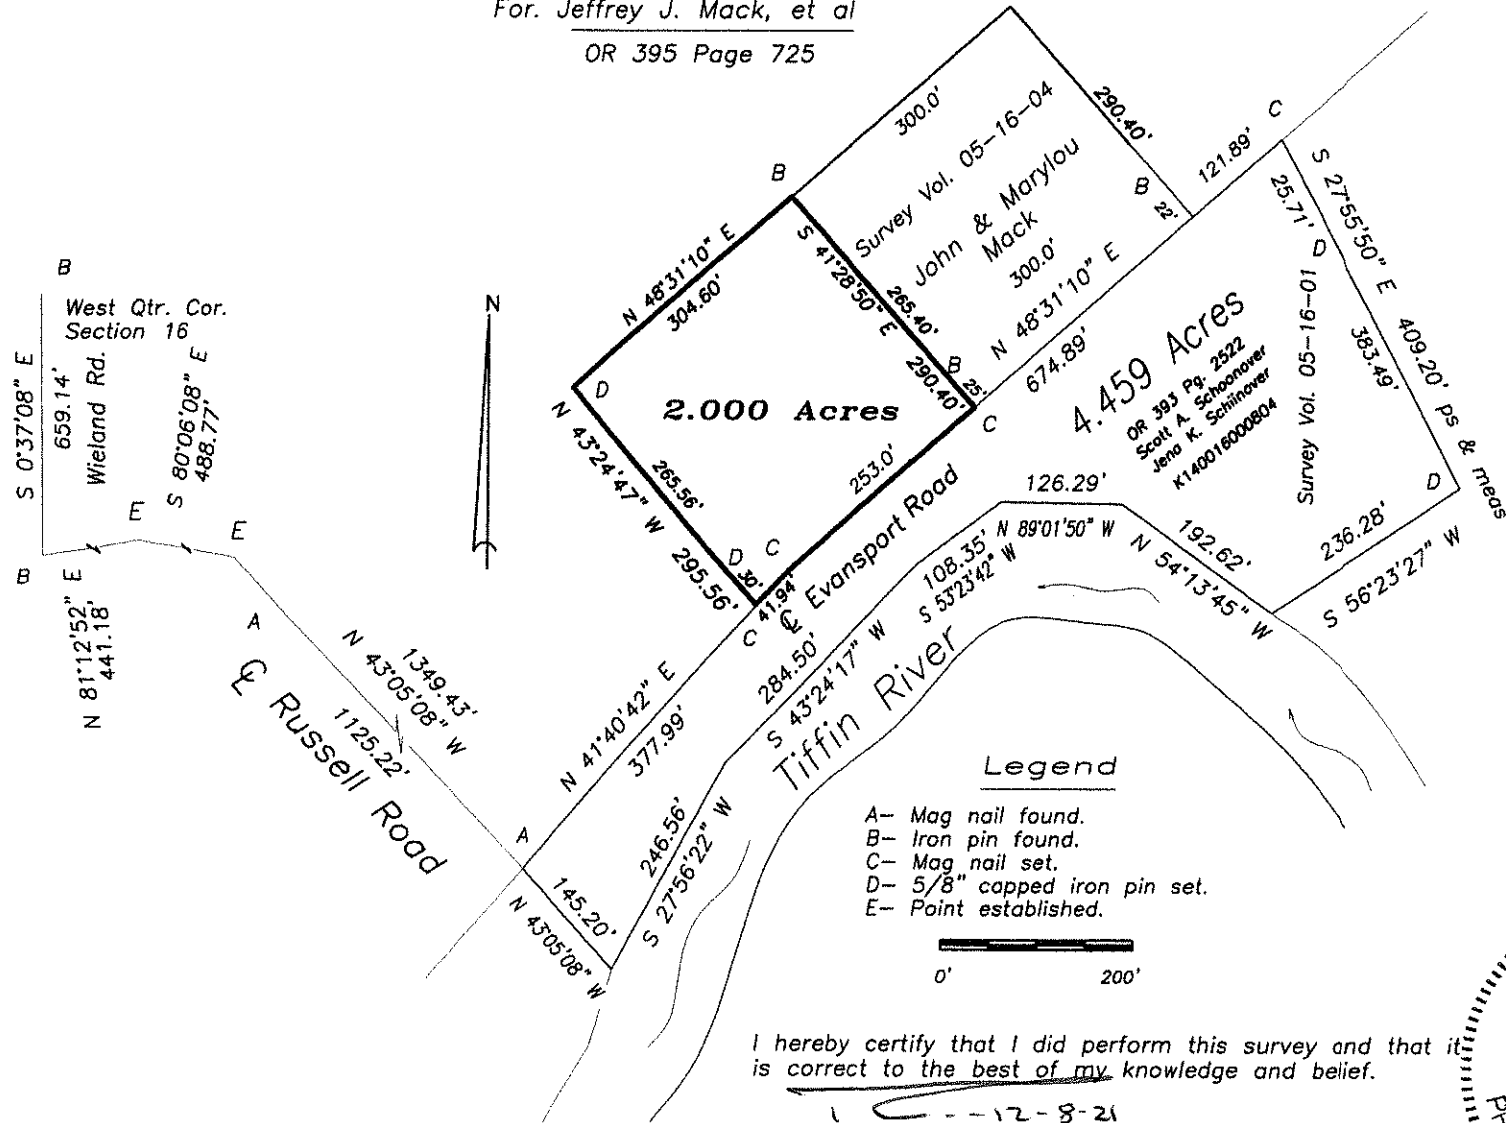 For. Jeffrey J. Mack, et al
OR 395 Page 725
300.0'
290.40'
Survey Vol. 05-16-04
John & Marylou
Mack
300.0'
B
22'
121.89'
C
S 27°55'50" E 409.20' ps & meas
25.71'
D
383.49'
B
N 48°31'10" E
304.60'
S 41°28'50" E
265.40'
290.40'
B
25'
N 48°31'10" E
674.89'
C
4.459 Acres
OR 393 Pg. 2522
Scott A. Schoonover
Jena K. Schiinover
K140016000804
Survey Vol. 05-16-01
D
236.28'
S 56°23'27" W
B
West Qtr. Cor.
Section 16
S 0°37'08" E
659.14'
Wieland Rd.
S 80°06'08" E
488.77'
E
E
B
N 81°12'52" E
441.18'
N
D
2.000 Acres
N 43°24'47" W
265.56'
295.56'
253.0'
D
30'
C
41.94'
C
℄ Evansport Road
126.29'
N 89°01'50" W
192.62'
N 54°13'45" W
108.35'
S 53°23'42" W
284.50'
S 43°24'17" W
Tiffin River
A
1349.43'
N 43°05'08" W
1125.22'
℄ Russell Road
N 41°40'42" E
377.99'
A
145.20'
N 43°05'08" W
246.56'
S 27°56'22" W
Legend
A- Mag nail found.
B- Iron pin found.
C- Mag nail set.
D- 5/8" capped iron pin set.
E- Point established.
0' 200'
I hereby certify that I did perform this survey and that it
is correct to the best of my knowledge and belief.
12-8-21